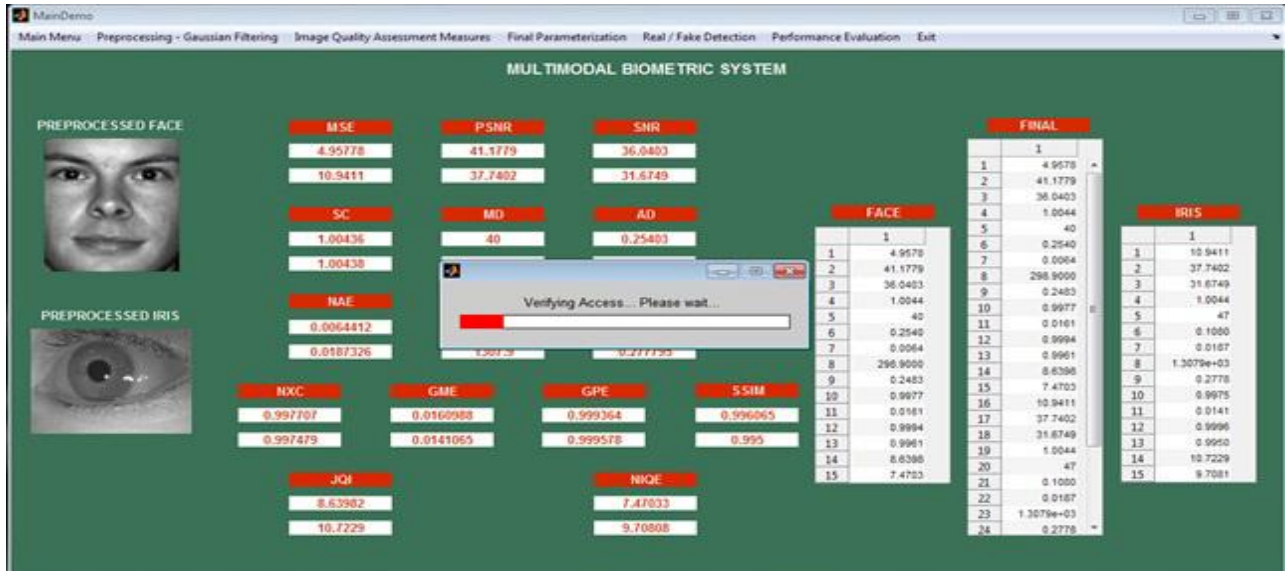 MainDemo
Main Menu Preprocessing - Gaussian Filtering Image Quality Assessment Measures Final Parameterization Real / Fake Detection Performance Evaluation Exit
MULTIMODAL BIOMETRIC SYSTEM
PREPROCESSED FACE
PREPROCESSED IRIS
MSE PSNR SNR
4.95778 41.1779 36.0403
10.9411 37.7402 31.6749
SC MD AD
1.00436 40 0.25403
1.00438
NAE
0.0064412
0.0187326 1307.9 0.277795
Verifying Access... Please wait...
NXC GME GPE SSIM
0.997707 0.0160988 0.999364 0.996065
0.997479 0.0141065 0.999578 0.995
JQI NIQE
8.63982 7.47033
10.7229 9.70808
FACE
1
1 4.9578
2 41.1779
3 36.0403
4 1.0044
5 40
6 0.2540
7 0.0064
8 298.9000
9 0.2483
10 0.9977
11 0.0161
12 0.9994
13 0.9961
14 8.6398
15 7.4703
FINAL
1
1 4.9578
2 41.1779
3 36.0403
4 1.0044
5 40
6 0.2540
7 0.0064
8 298.9000
9 0.2483
10 0.9977
11 0.0161
12 0.9994
13 0.9961
14 8.6398
15 7.4703
16 10.9411
17 37.7402
18 31.6749
19 1.0044
20 47
21 0.1080
22 0.0187
23 1.3079e+03
24 0.2778
IRIS
1
1 10.9411
2 37.7402
3 31.6749
4 1.0044
5 47
6 0.1080
7 0.0187
8 1.3079e+03
9 0.2778
10 0.9975
11 0.0141
12 0.9996
13 0.9950
14 10.7229
15 9.7081